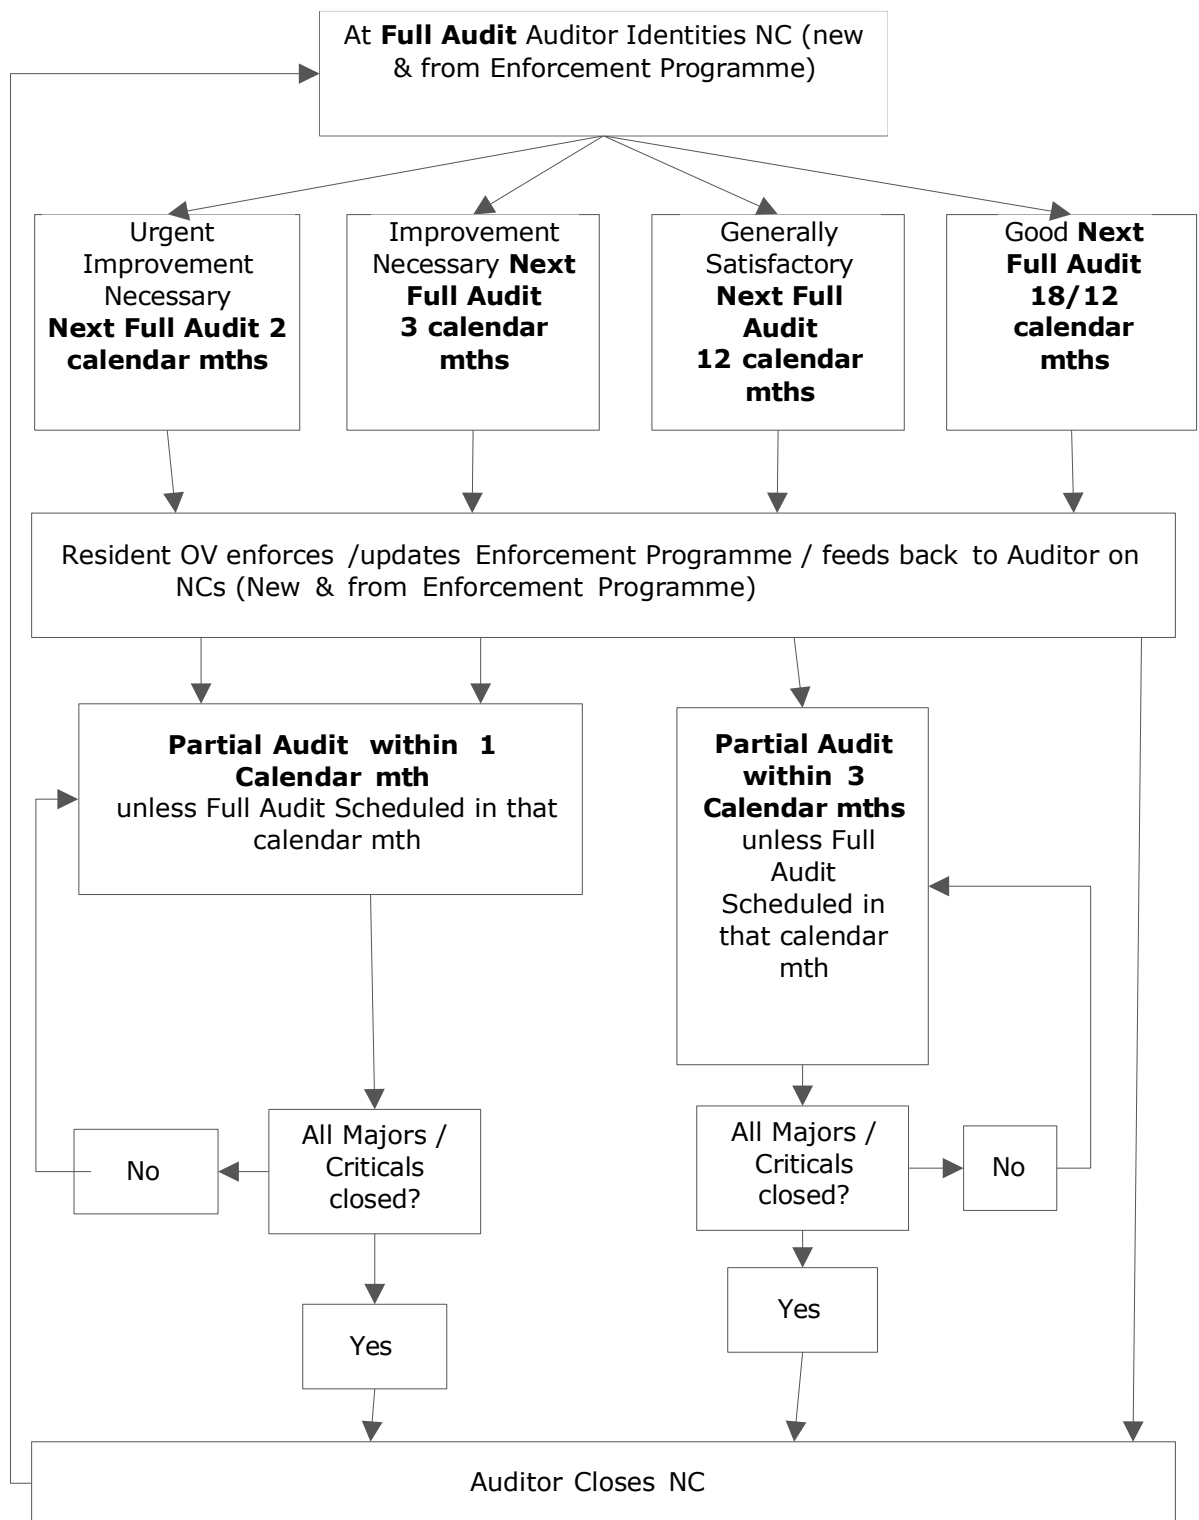 At Full Audit Auditor Identities NC (new
& from Enforcement Programme)
Urgent
Improvement
Necessary
Next Full Audit 2
calendar mths
Improvement
Necessary Next
Full Audit
3 calendar
mths
Generally
Satisfactory
Next Full
Audit
12 calendar
mths
Good Next
Full Audit
18/12
calendar
mths
Resident OV enforces /updates Enforcement Programme / feeds back to Auditor on
NCs (New & from Enforcement Programme)
Partial Audit within 1
Calendar mth
unless Full Audit Scheduled in that
calendar mth
Partial Audit
within 3
Calendar mths
unless Full
Audit
Scheduled in
that calendar
mth
No
All Majors /
Criticals
closed?
All Majors /
Criticals
closed?
No
Yes
Yes
Auditor Closes NC